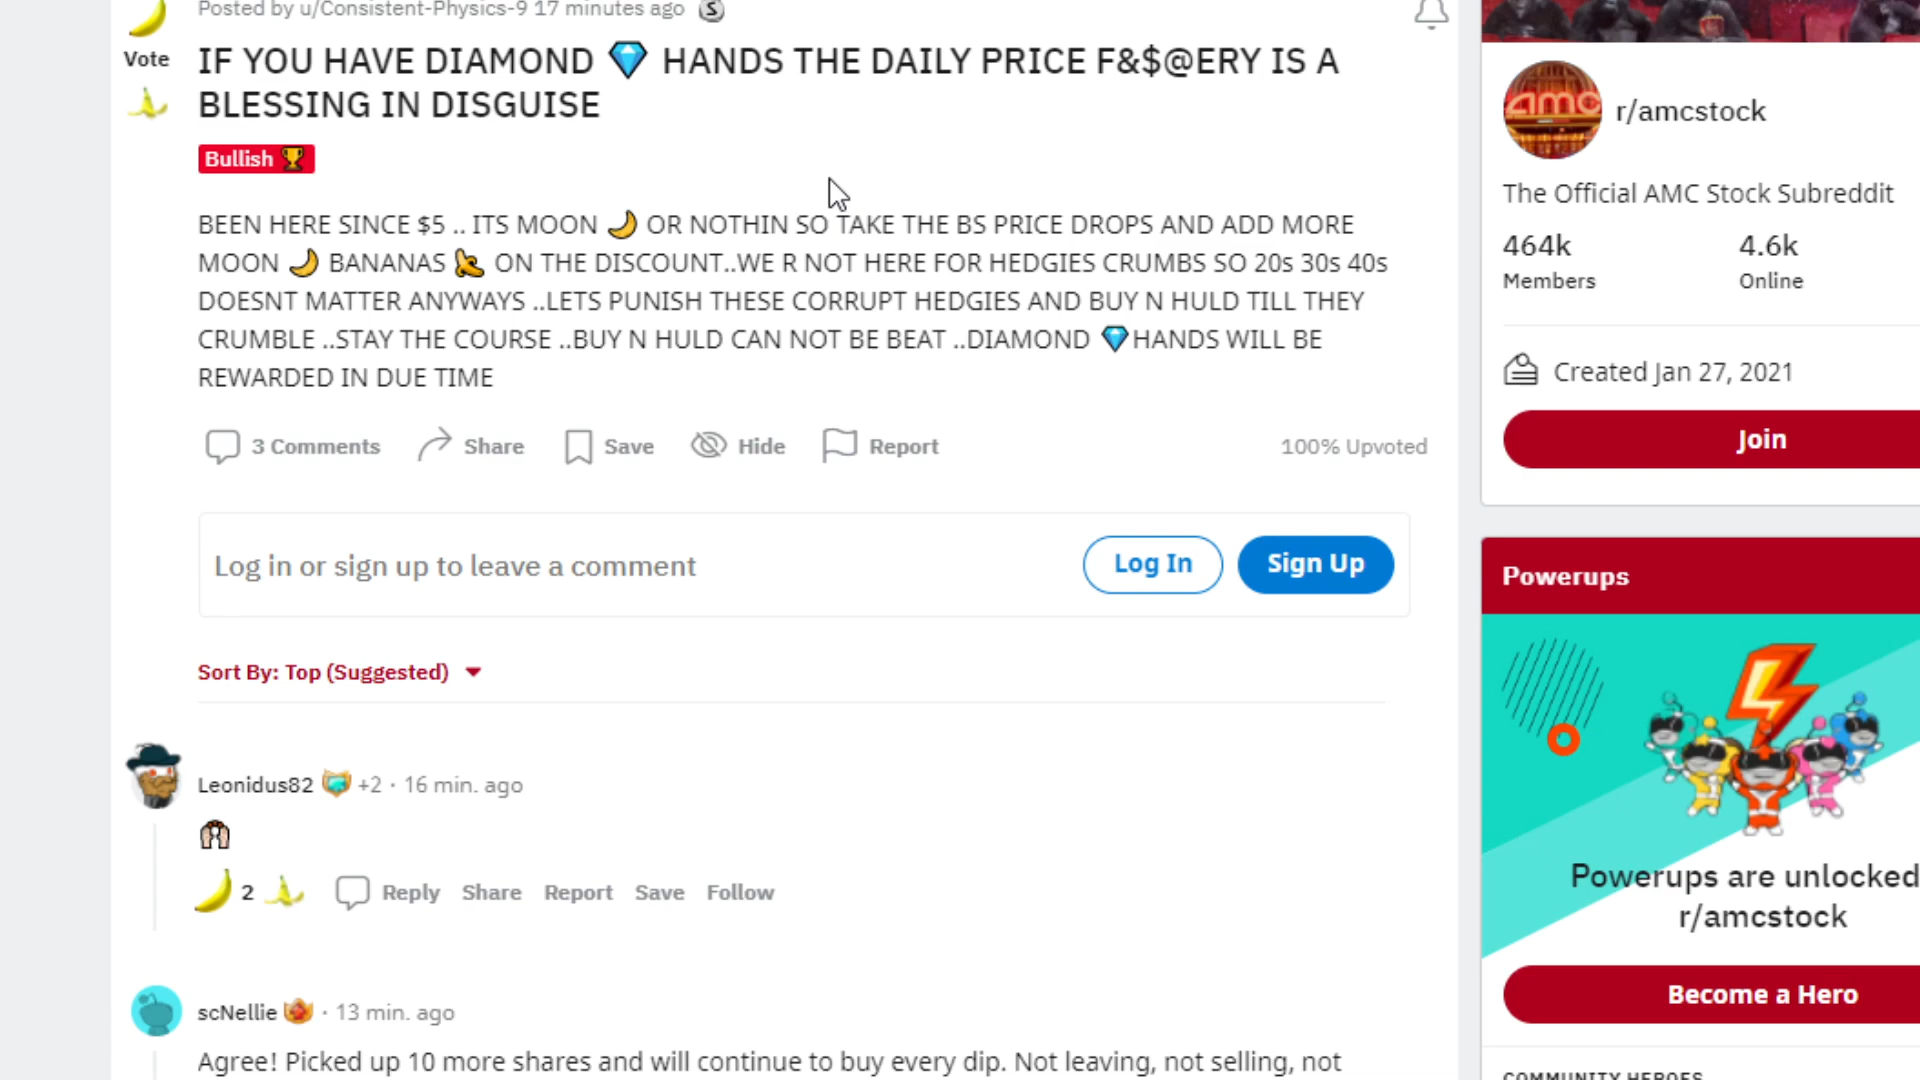 Posted by u/Consistent-Physics-9 17 minutes ago
Vote
IF YOU HAVE DIAMOND 💎 HANDS THE DAILY PRICE F&$@ERY IS A
BLESSING IN DISGUISE
Bullish 🏆
BEEN HERE SINCE $5 .. ITS MOON 🌙 OR NOTHIN SO TAKE THE BS PRICE DROPS AND ADD MORE
MOON 🌙 BANANAS 🍌 ON THE DISCOUNT..WE R NOT HERE FOR HEDGIES CRUMBS SO 20s 30s 40s
DOESNT MATTER ANYWAYS ..LETS PUNISH THESE CORRUPT HEDGIES AND BUY N HULD TILL THEY
CRUMBLE ..STAY THE COURSE ..BUY N HULD CAN NOT BE BEAT ..DIAMOND 💎HANDS WILL BE
REWARDED IN DUE TIME
3 Comments Share Save Hide Report 100% Upvoted
Log in or sign up to leave a comment Log In Sign Up
Sort By: Top (Suggested)
Leonidus82 +2 · 16 min. ago
🙌
2 Reply Share Report Save Follow
scNellie · 13 min. ago
Agree! Picked up 10 more shares and will continue to buy every dip. Not leaving, not selling, not
amc
r/amcstock
The Official AMC Stock Subreddit
464k 4.6k
Members Online
Created Jan 27, 2021
Join
Powerups
Powerups are unlocked
r/amcstock
Become a Hero
COMMUNITY HEROES